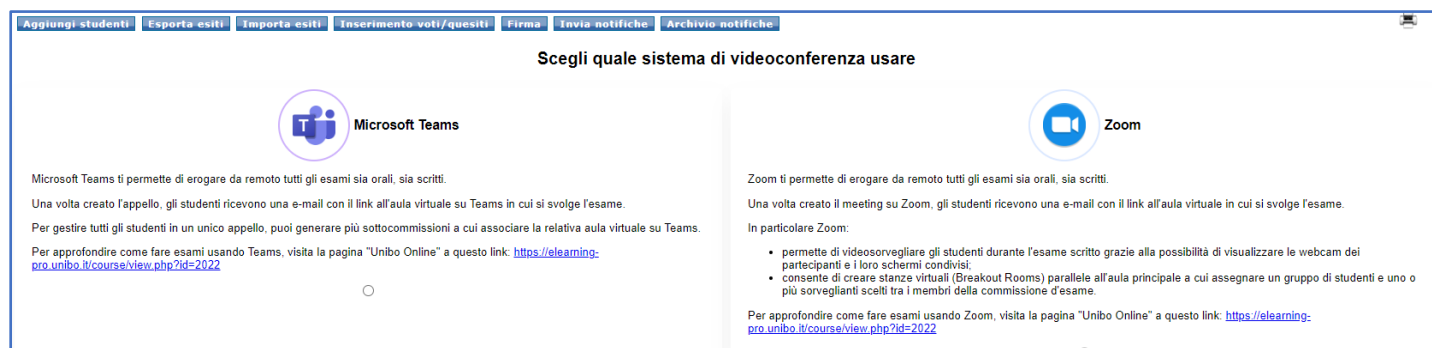 Aggiungi studenti Esporta esiti Importa esiti Inserimento voti/quesiti Firma Invia notifiche Archivio notifiche
Scegli quale sistema di videoconferenza usare
Microsoft Teams
Microsoft Teams ti permette di erogare da remoto tutti gli esami sia orali, sia scritti.
Una volta creato l'appello, gli studenti ricevono una e-mail con il link all'aula virtuale su Teams in cui si svolge l'esame.
Per gestire tutti gli studenti in un unico appello, puoi generare più sottocommissioni a cui associare la relativa aula virtuale su Teams.
Per approfondire come fare esami usando Teams, visita la pagina "Unibo Online" a questo link: https://elearning-
pro.unibo.it/course/view.php?id=2022
Zoom
Zoom ti permette di erogare da remoto tutti gli esami sia orali, sia scritti.
Una volta creato il meeting su Zoom, gli studenti ricevono una e-mail con il link all'aula virtuale in cui si svolge l'esame.
In particolare Zoom:
• permette di videosorvegliare gli studenti durante l'esame scritto grazie alla possibilità di visualizzare le webcam dei
partecipanti e i loro schermi condivisi;
• consente di creare stanze virtuali (Breakout Rooms) parallele all'aula principale a cui assegnare un gruppo di studenti e uno o
più sorveglianti scelti tra i membri della commissione d'esame.
Per approfondire come fare esami usando Zoom, visita la pagina "Unibo Online" a questo link: https://elearning-
pro.unibo.it/course/view.php?id=2022